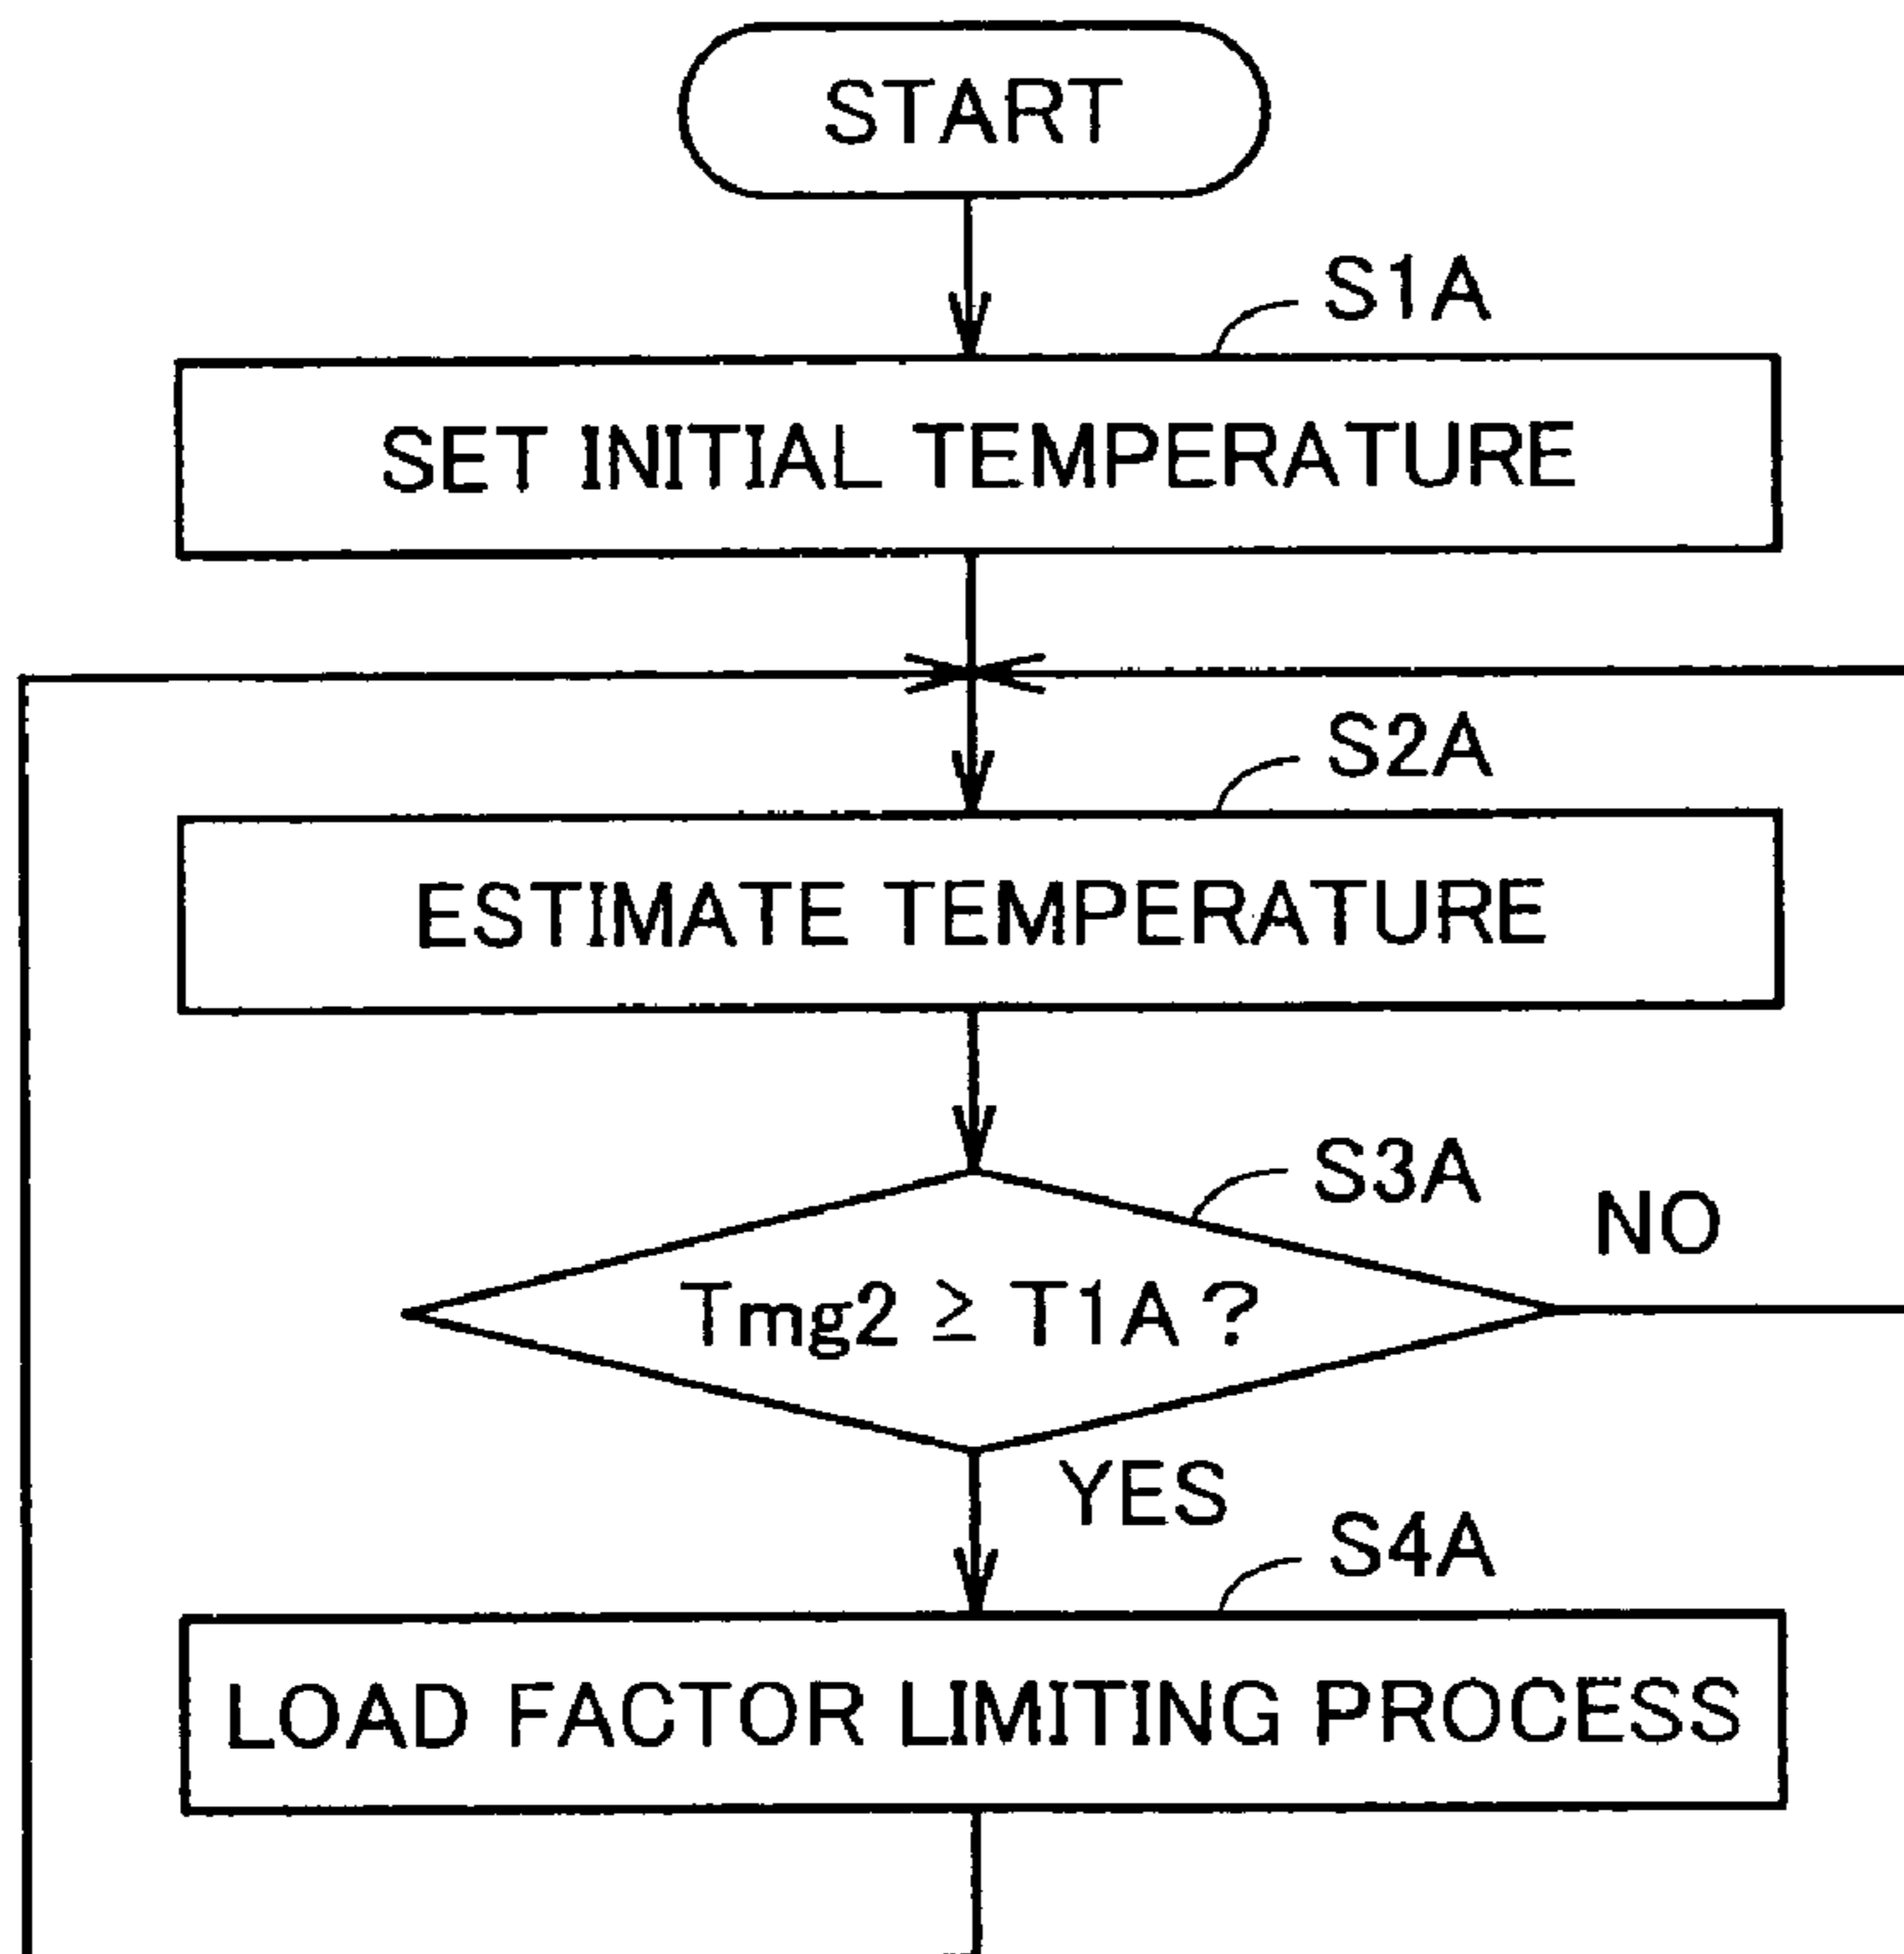 START
S1A
SET INITIAL TEMPERATURE
S2A
ESTIMATE TEMPERATURE
S3A
NO
Tmg2 ≥ T1A ?
YES
S4A
LOAD FACTOR LIMITING PROCESS